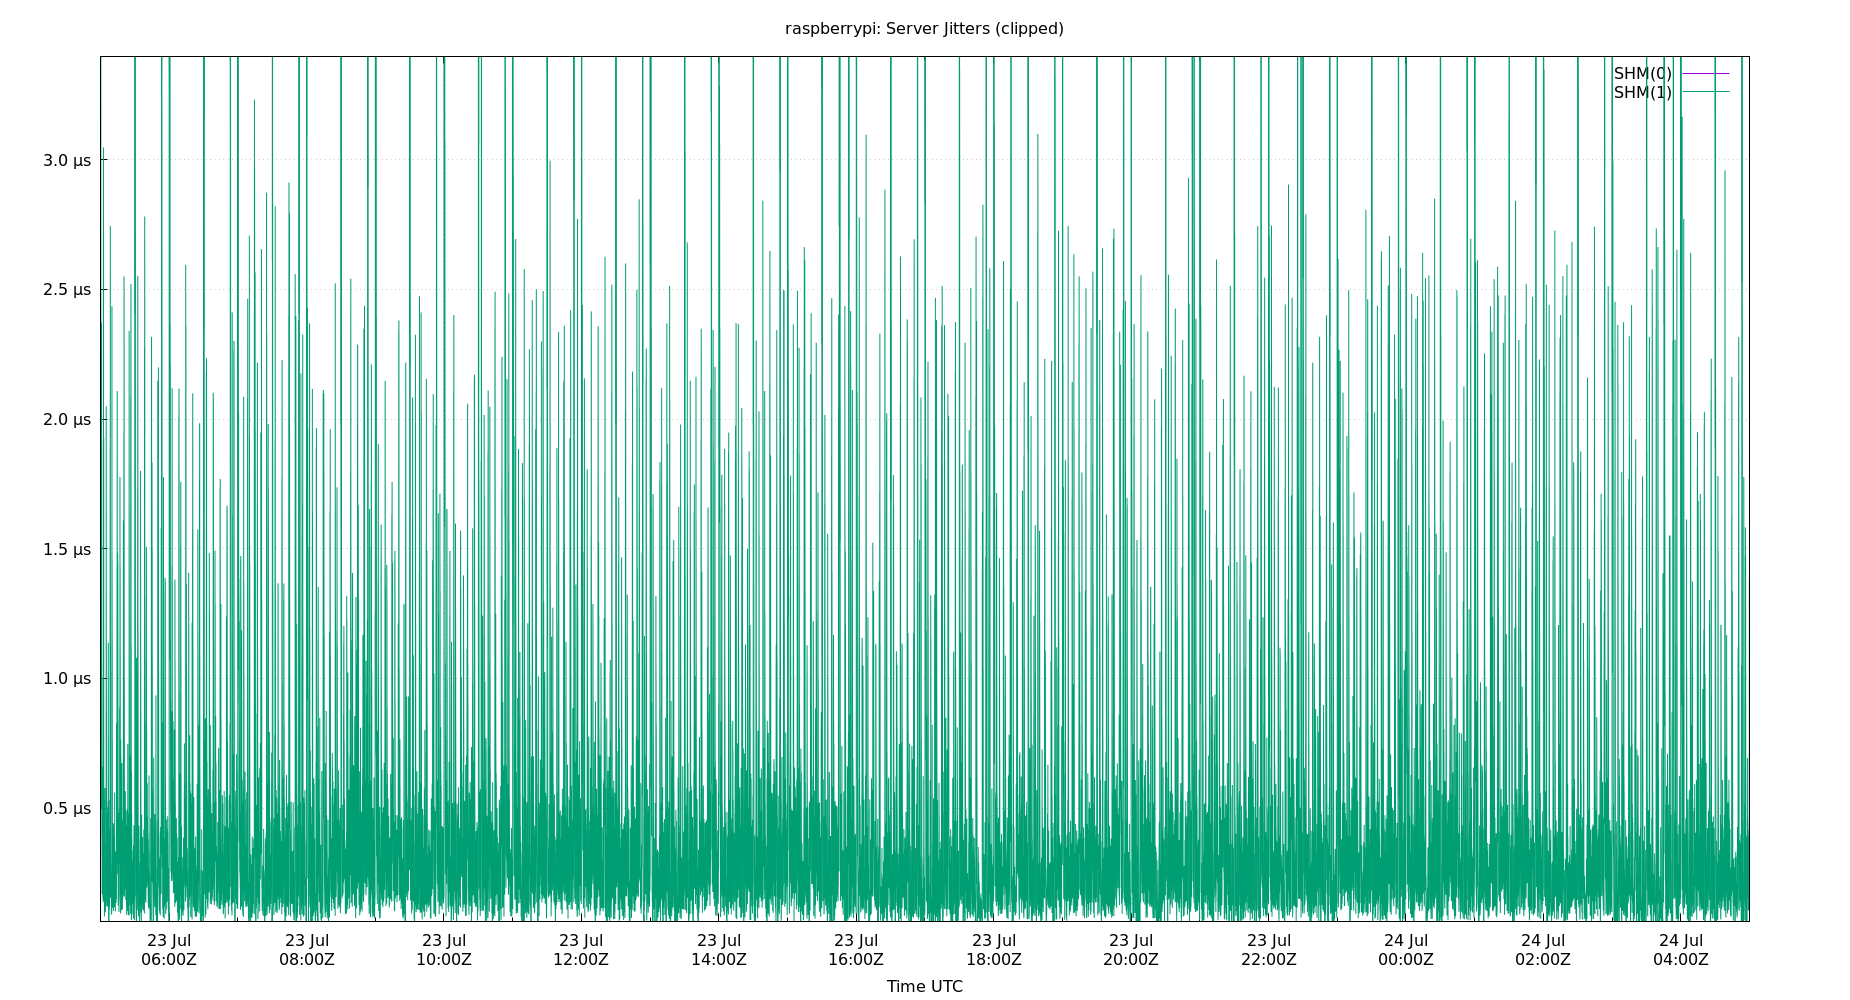 raspberrypi: Server Jitters (clipped)
SHM(0)
SHM(1)
3.0 µs
2.5 µs
2.0 µs
1.5 µs
1.0 µs
0.5 µs
23 Jul 23 Jul 23 Jul 23 Jul 23 Jul 23 Jul 23 Jul 23 Jul 23 Jul 24 Jul 24 Jul 24 Jul
06:00Z 08:00Z 10:00Z 12:00Z 14:00Z 16:00Z 18:00Z 20:00Z 22:00Z 00:00Z 02:00Z 04:00Z
Time UTC